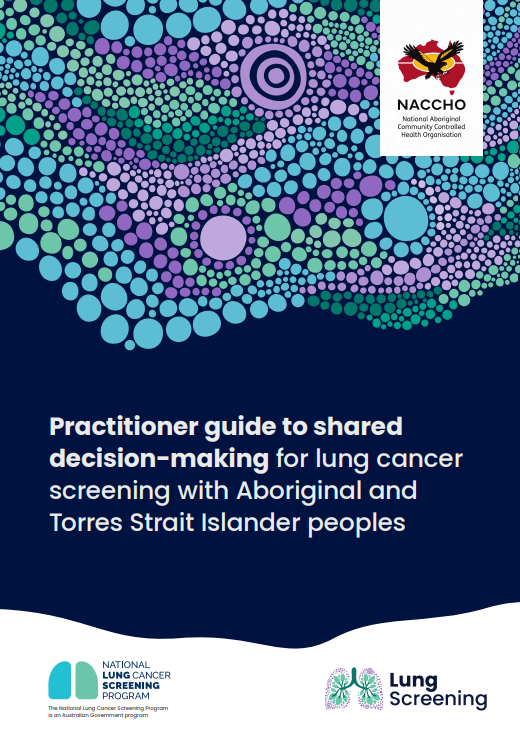 NACCHO
National Aboriginal
Community Controlled
Health Organisation
Practitioner guide to shared
decision-making for lung cancer
screening with Aboriginal and
Torres Strait Islander peoples
NATIONAL
LUNG CANCER
SCREENING
PROGRAM
The National Lung Cancer Screening Program
is an Australian Government program
Lung
Screening